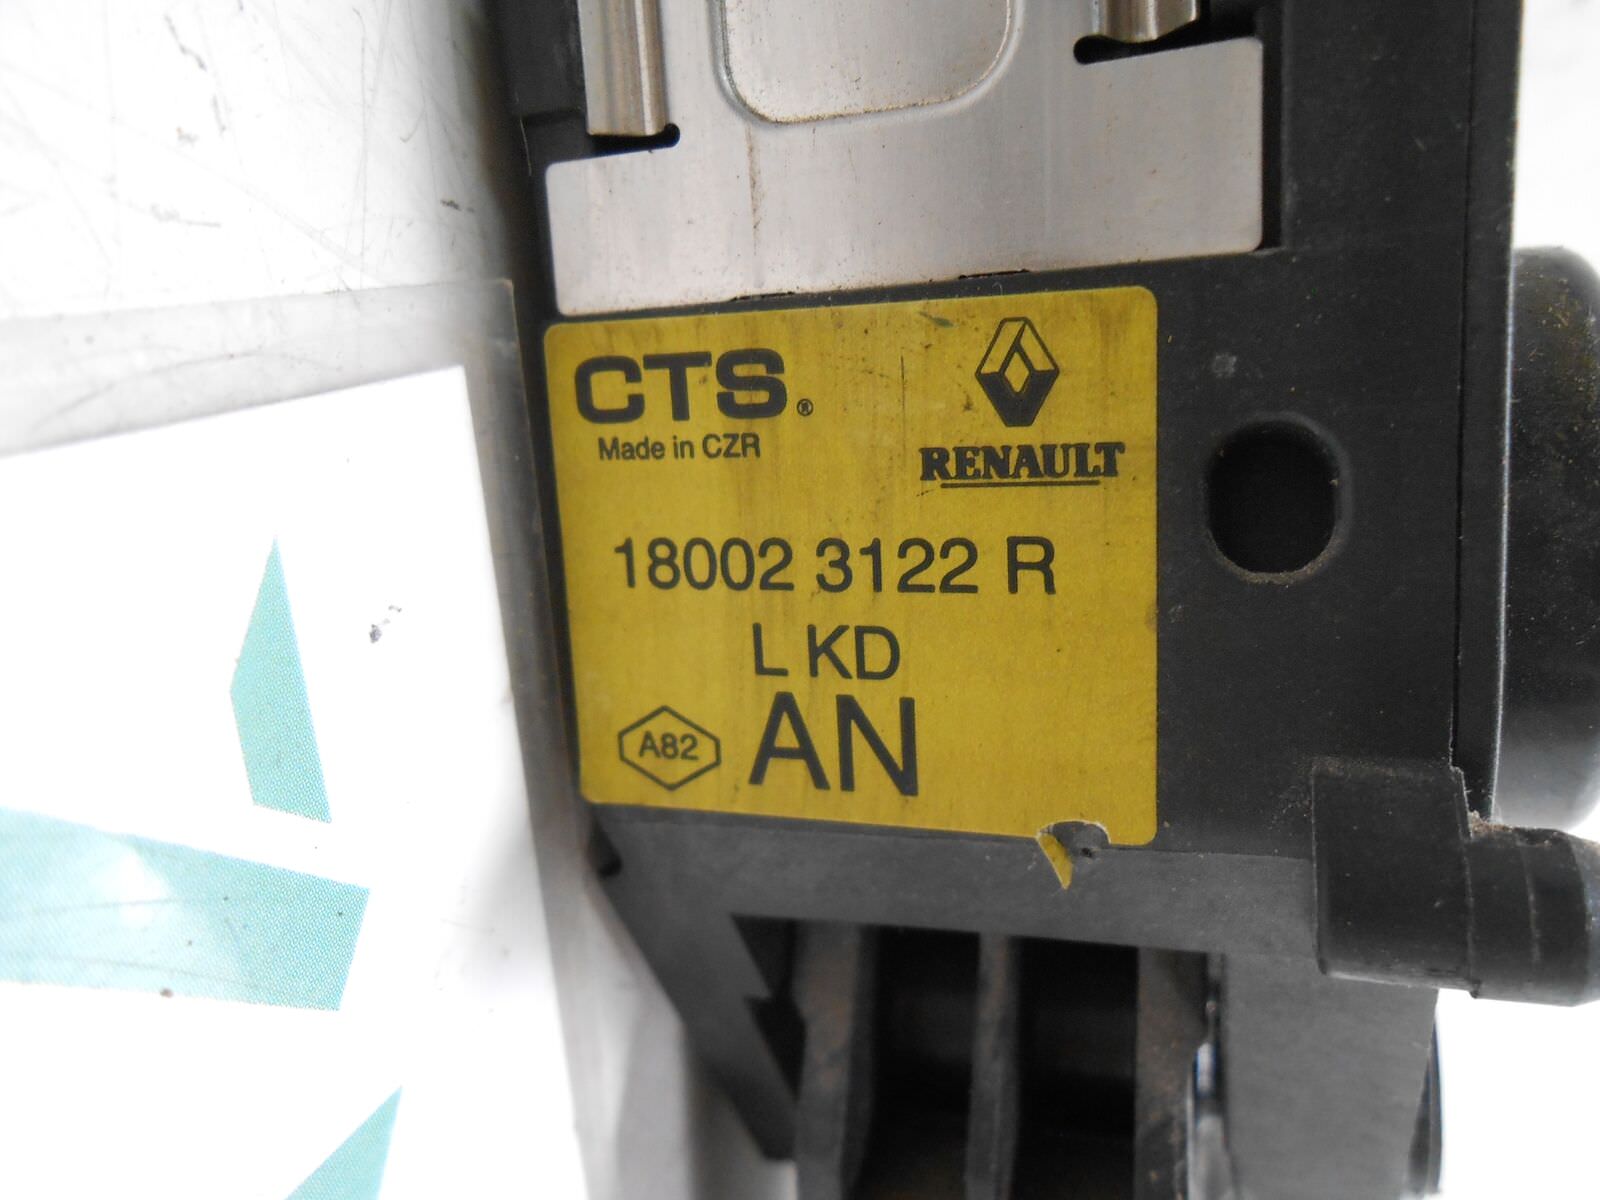 CTS®
Made in CZR
RENAULT
18002 3122 R
L KD
A82 AN